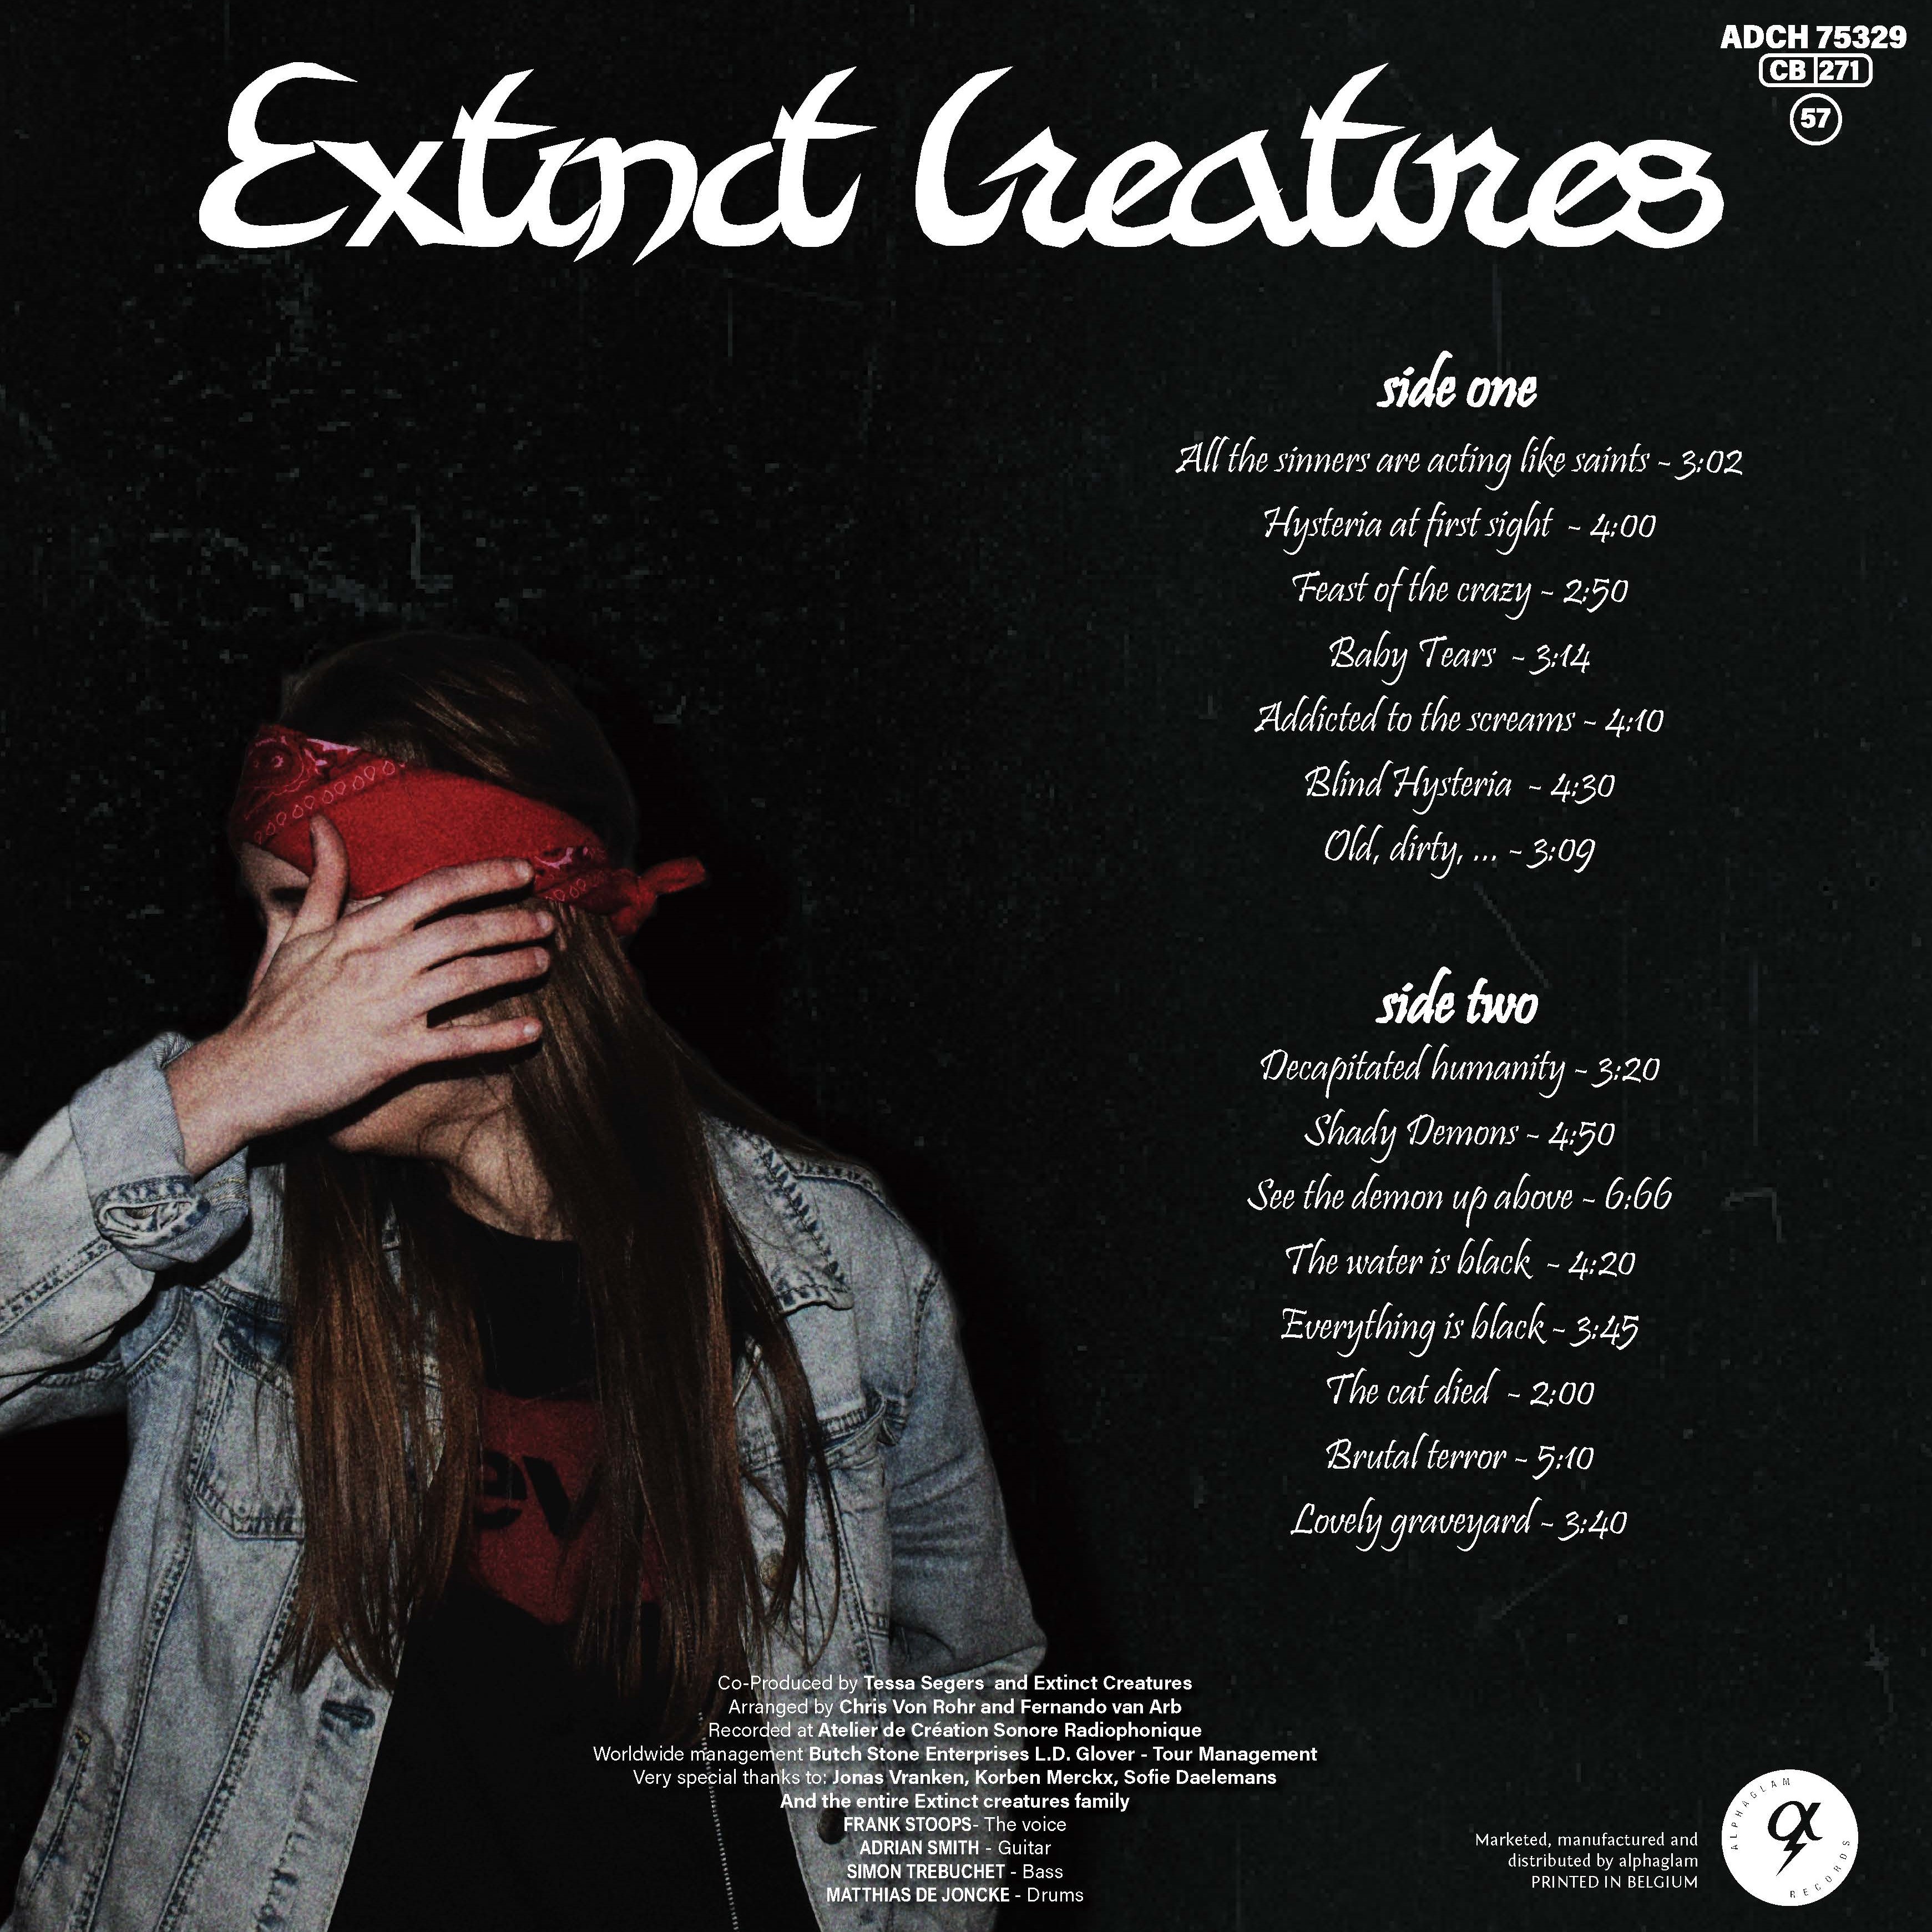 ADCH 75329
CB 271
57
Extinct Creatures
side one
All the sinners are acting like saints - 3:02
Hysteria at first sight - 4:00
Feast of the crazy - 2:50
Baby Tears - 3:14
Addicted to the screams - 4:10
Blind Hysteria - 4:30
Old, dirty, ... - 3:09
side two
Decapitated humanity - 3:20
Shady Demons - 4:50
See the demon up above - 6:66
The water is black - 4:20
Everything is black - 3:45
The cat died - 2:00
Brutal terror - 5:10
Lovely graveyard - 3:40
ev
Co-Produced by Tessa Segers and Extinct Creatures
Arranged by Chris Von Rohr and Fernando van Arb
Recorded at Atelier de Création Sonore Radiophonique
Worldwide management Butch Stone Enterprises L.D. Glover - Tour Management
Very special thanks to: Jonas Vranken, Korben Merckx, Sofie Daelemans
And the entire Extinct creatures family
FRANK STOOPS- The voice
ADRIAN SMITH - Guitar
SIMON TREBUCHET - Bass
MATTHIAS DE JONCKE - Drums
Marketed, manufactured and
distributed by alphaglam
PRINTED IN BELGIUM
ALPHAGLAM
α
RECORDS